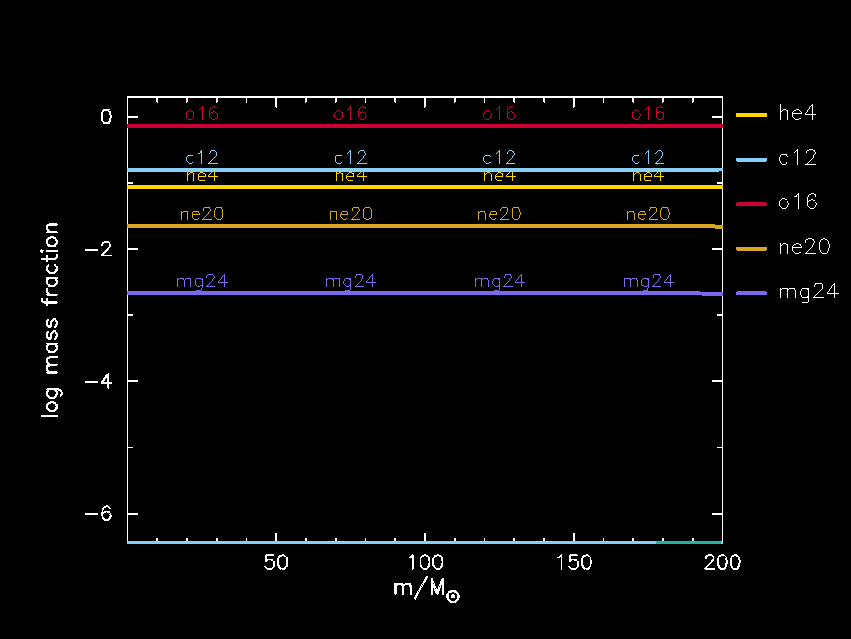 0
−2
−4
−6
log mass fraction
o16 o16 o16 o16
c12 c12 c12 c12
he4 he4 he4 he4
ne20 ne20 ne20 ne20
mg24 mg24 mg24 mg24
50 100 150 200
m/M☉
he4
c12
o16
ne20
mg24